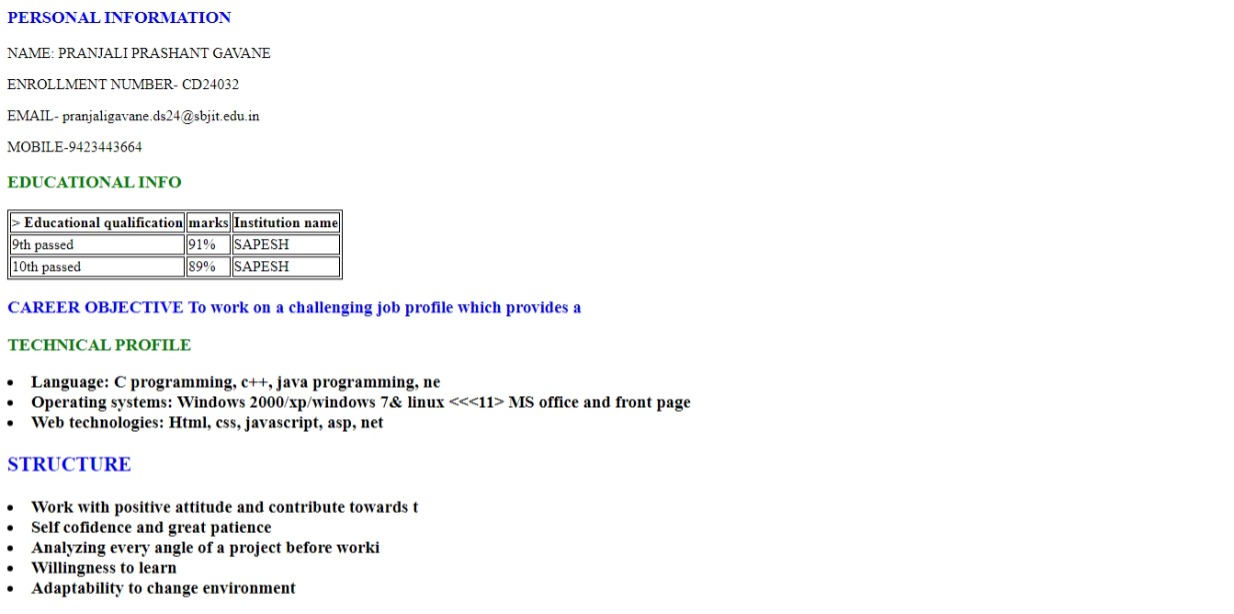 PERSONAL INFORMATION
NAME: PRANJALI PRASHANT GAVANE
ENROLLMENT NUMBER- CD24032
EMAIL- pranjaligavane.ds24@sbjit.edu.in
MOBILE-9423443664
EDUCATIONAL INFO
> Educational qualification marks Institution name
9th passed 91% SAPESH
10th passed 89% SAPESH
CAREER OBJECTIVE To work on a challenging job profile which provides a
TECHNICAL PROFILE
• Language: C programming, c++, java programming, ne
• Operating systems: Windows 2000/xp/windows 7& linux <<<11> MS office and front page
• Web technologies: Html, css, javascript, asp, net
STRUCTURE
• Work with positive attitude and contribute towards t
• Self cofidence and great patience
• Analyzing every angle of a project before worki
• Willingness to learn
• Adaptability to change environment